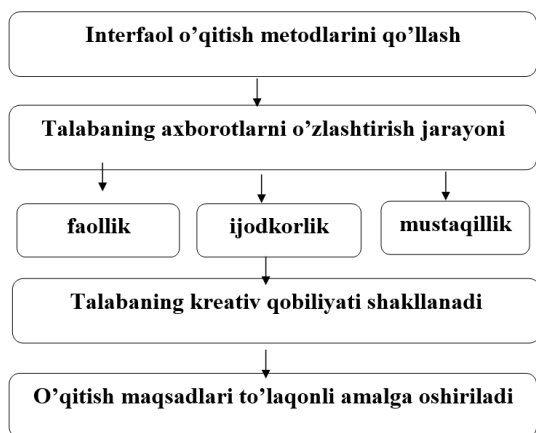 Interfaol o’qitish metodlarini qo’llash
Talabaning axborotlarni o’zlashtirish jarayoni
faollik
ijodkorlik
mustaqillik
Talabaning kreativ qobiliyati shakllanadi
O’qitish maqsadlari to’laqonli amalga oshiriladi